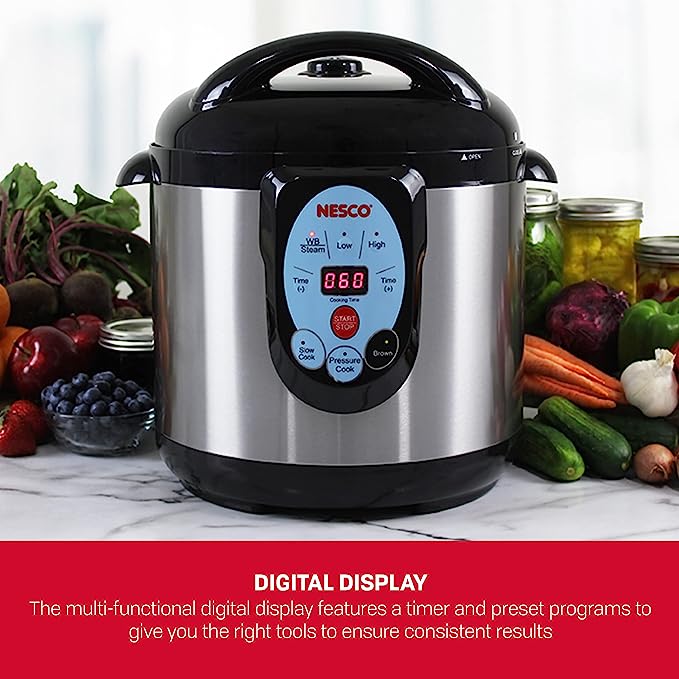 ▲ OPEN
NESCO®
WB
Steam
Low
High
Time
(-)
060
Time
(+)
Cooking Time
START
STOP
Slow
Cook
Pressure
Cook
Brown
DIGITAL DISPLAY
The multi-functional digital display features a timer and preset programs to
give you the right tools to ensure consistent results